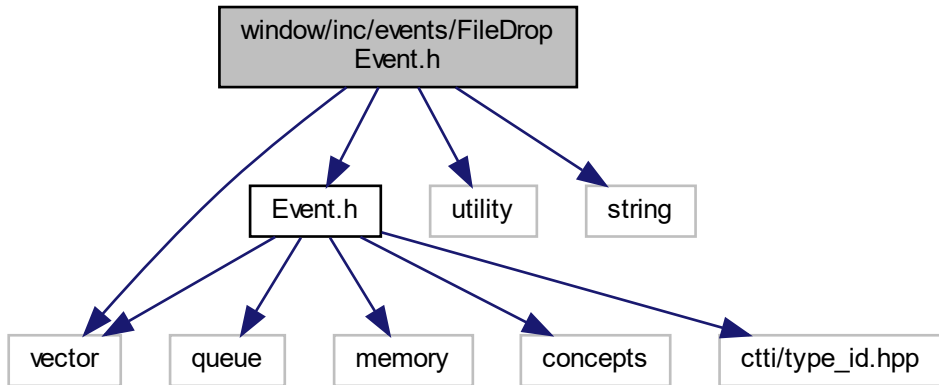 window/inc/events/FileDrop
Event.h
Event.h
utility
string
vector
queue
memory
concepts
ctti/type_id.hpp